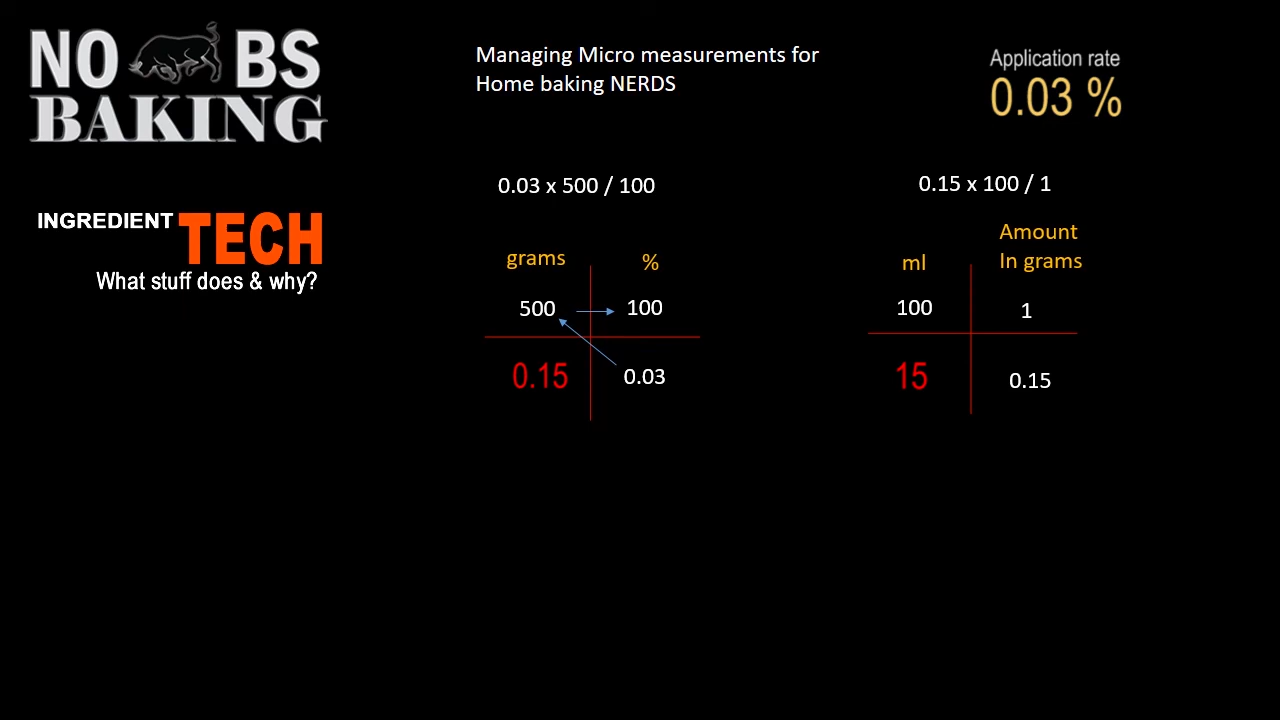 NO BS
BAKING
Managing Micro measurements for
Home baking NERDS
Application rate
0.03 %
INGREDIENT TECH
What stuff does & why?
0.03 x 500 / 100
grams %
500 100
0.15 0.03
0.15 x 100 / 1
Amount
ml In grams
100 1
15 0.15